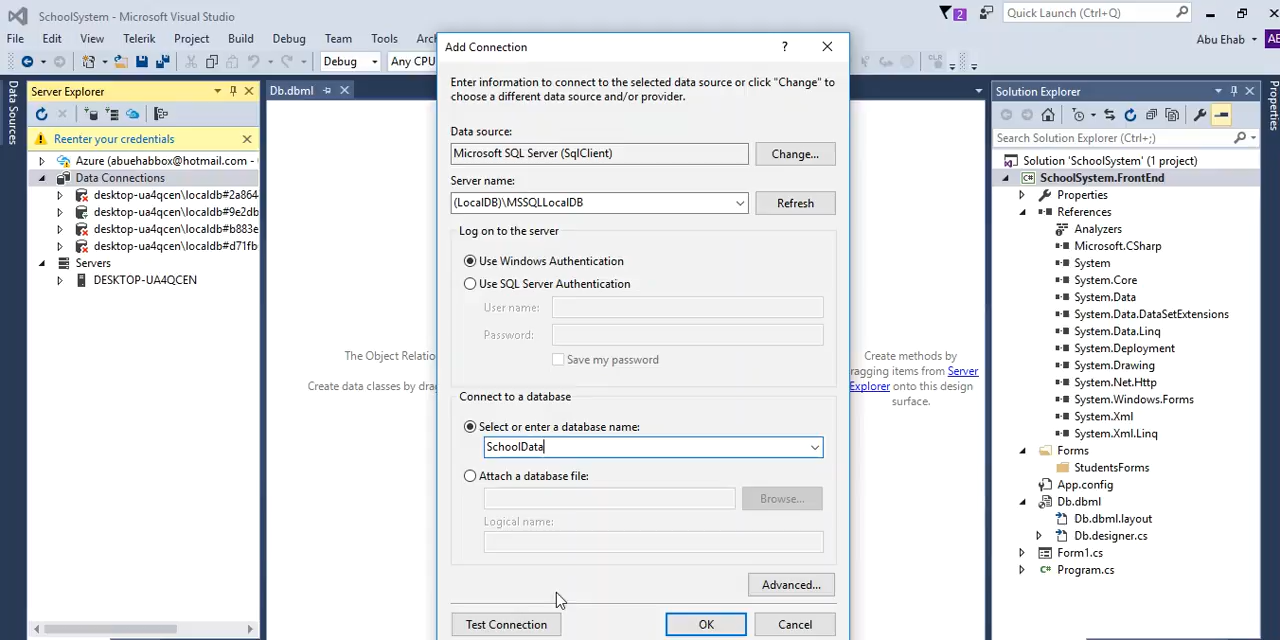 SchoolSystem - Microsoft Visual Studio
2
Quick Launch (Ctrl+Q)
File Edit View Telerik Project Build Debug Team Tools
Abu Ehab
Debug
Any CPU
Data Sources
Server Explorer
Reenter your credentials
Azure (abuehabbox@hotmail.com -
Data Connections
desktop-ua4qcen\localdb#2a864
desktop-ua4qcen\localdb#9e2db
desktop-ua4qcen\localdb#b883e
desktop-ua4qcen\localdb#d71fb
Servers
DESKTOP-UA4QCEN
Db.dbml
The Object Relatio
Create data classes by drag
Create methods by
dragging items from Server
Explorer onto this design
surface.
Add Connection
?
Enter information to connect to the selected data source or click "Change" to
choose a different data source and/or provider.
Data source:
Microsoft SQL Server (SqlClient)
Change...
Server name:
(LocalDB)\MSSQLLocalDB
Refresh
Log on to the server
Use Windows Authentication
Use SQL Server Authentication
User name:
Password:
Save my password
Connect to a database
Select or enter a database name:
SchoolData
Attach a database file:
Browse...
Logical name:
Advanced...
Test Connection
OK
Cancel
Solution Explorer
Search Solution Explorer (Ctrl+;)
Solution 'SchoolSystem' (1 project)
SchoolSystem.FrontEnd
Properties
References
Analyzers
Microsoft.CSharp
System
System.Core
System.Data
System.Data.DataSetExtensions
System.Data.Linq
System.Deployment
System.Drawing
System.Net.Http
System.Windows.Forms
System.Xml
System.Xml.Linq
Forms
StudentsForms
App.config
Db.dbml
Db.dbml.layout
Db.designer.cs
Form1.cs
Program.cs
Properties